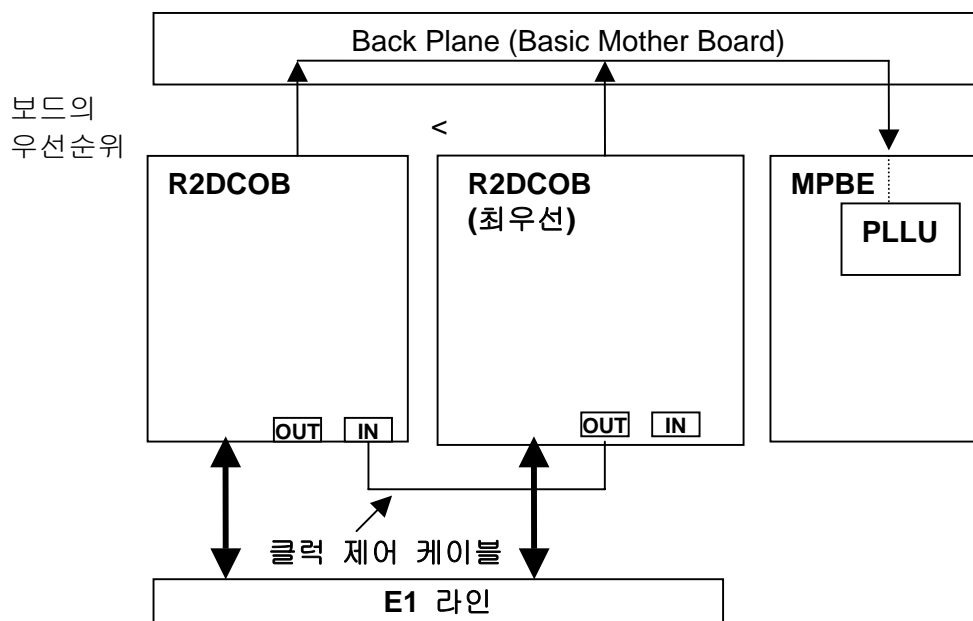 Back Plane (Basic Mother Board)
보드의
우선순위
<
R2DCOB
R2DCOB
(최우선)
MPBE
PLLU
OUT
IN
OUT
IN
클럭 제어 케이블
E1 라인